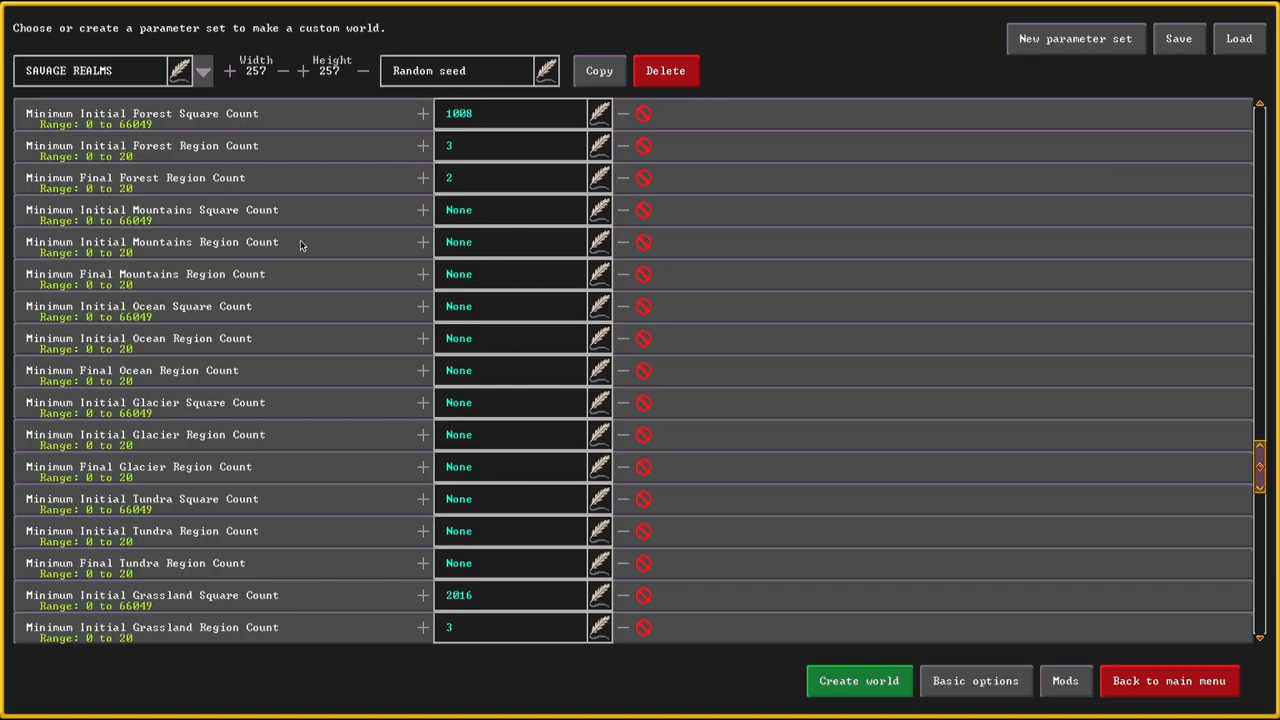 Choose or create a parameter set to make a custom world.
New parameter set
Save
Load
SAVAGE REALMS
Width
257
Height
257
Random seed
Copy
Delete
Minimum Initial Forest Square Count
1008
Range: 0 to 66049
Minimum Initial Forest Region Count
3
Range: 0 to 20
Minimum Final Forest Region Count
2
Range: 0 to 20
Minimum Initial Mountains Square Count
None
Range: 0 to 66049
Minimum Initial Mountains Region Count
None
Range: 0 to 20
Minimum Final Mountains Region Count
None
Range: 0 to 20
Minimum Initial Ocean Square Count
None
Range: 0 to 66049
Minimum Initial Ocean Region Count
None
Range: 0 to 20
Minimum Final Ocean Region Count
None
Range: 0 to 20
Minimum Initial Glacier Square Count
None
Range: 0 to 66049
Minimum Initial Glacier Region Count
None
Range: 0 to 20
Minimum Final Glacier Region Count
None
Range: 0 to 20
Minimum Initial Tundra Square Count
None
Range: 0 to 66049
Minimum Initial Tundra Region Count
None
Range: 0 to 20
Minimum Final Tundra Region Count
None
Range: 0 to 20
Minimum Initial Grassland Square Count
2016
Range: 0 to 66049
Minimum Initial Grassland Region Count
3
Range: 0 to 20
Create world
Basic options
Mods
Back to main menu